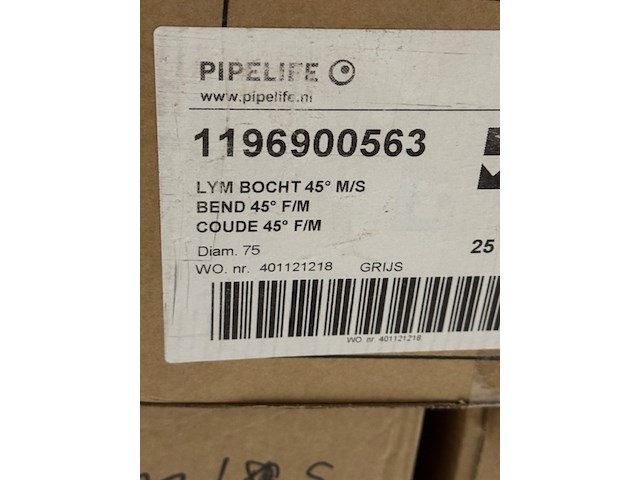 PIPELIFE
www.pipelife.nl
1196900563
LYM BOCHT 45° M/S
BEND 45° F/M
COUDE 45° F/M
Diam. 75
25
WO. nr. 401121218 GRIJS
WO. nr. 401121218